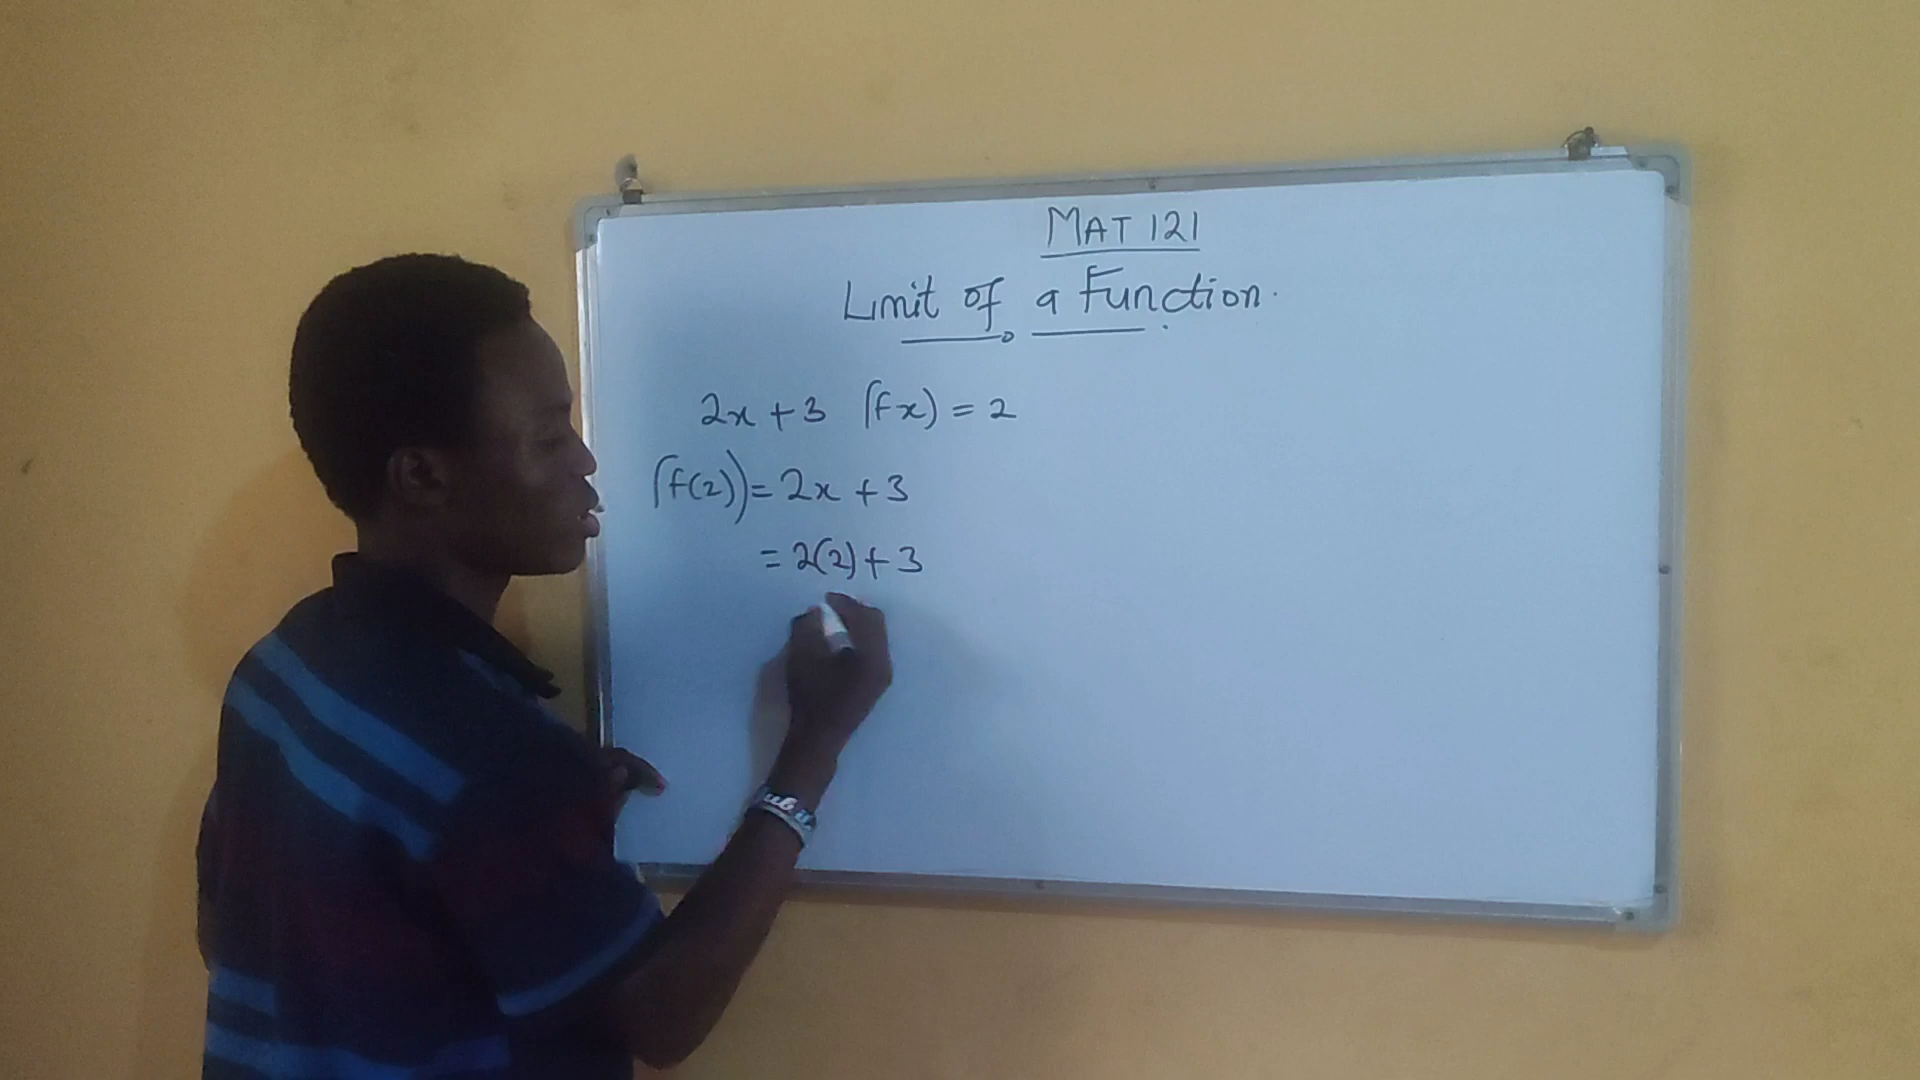 MAT 121
Limit of a Function.
2x + 3 (fx) = 2
(f(2)) = 2x + 3
= 2(2) + 3